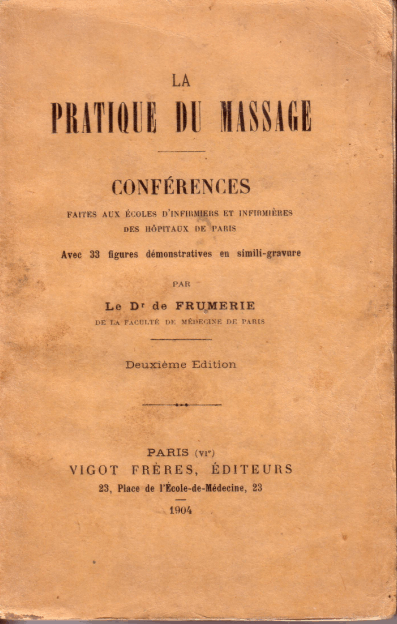 LA
PRATIQUE DU MASSAGE
CONFÉRENCES
FAITES AUX ÉCOLES D'INFIRMIERS ET INFIRMIÈRES
DES HÔPITAUX DE PARIS
Avec 33 figures démonstratives en simili-gravure
PAR
Le Dr de FRUMERIE
DE LA FACULTÉ DE MÉDECINE DE PARIS
Deuxième Edition
PARIS (VIe)
VIGOT FRÈRES, ÉDITEURS
23, Place de l'École-de-Médecine, 23
1904